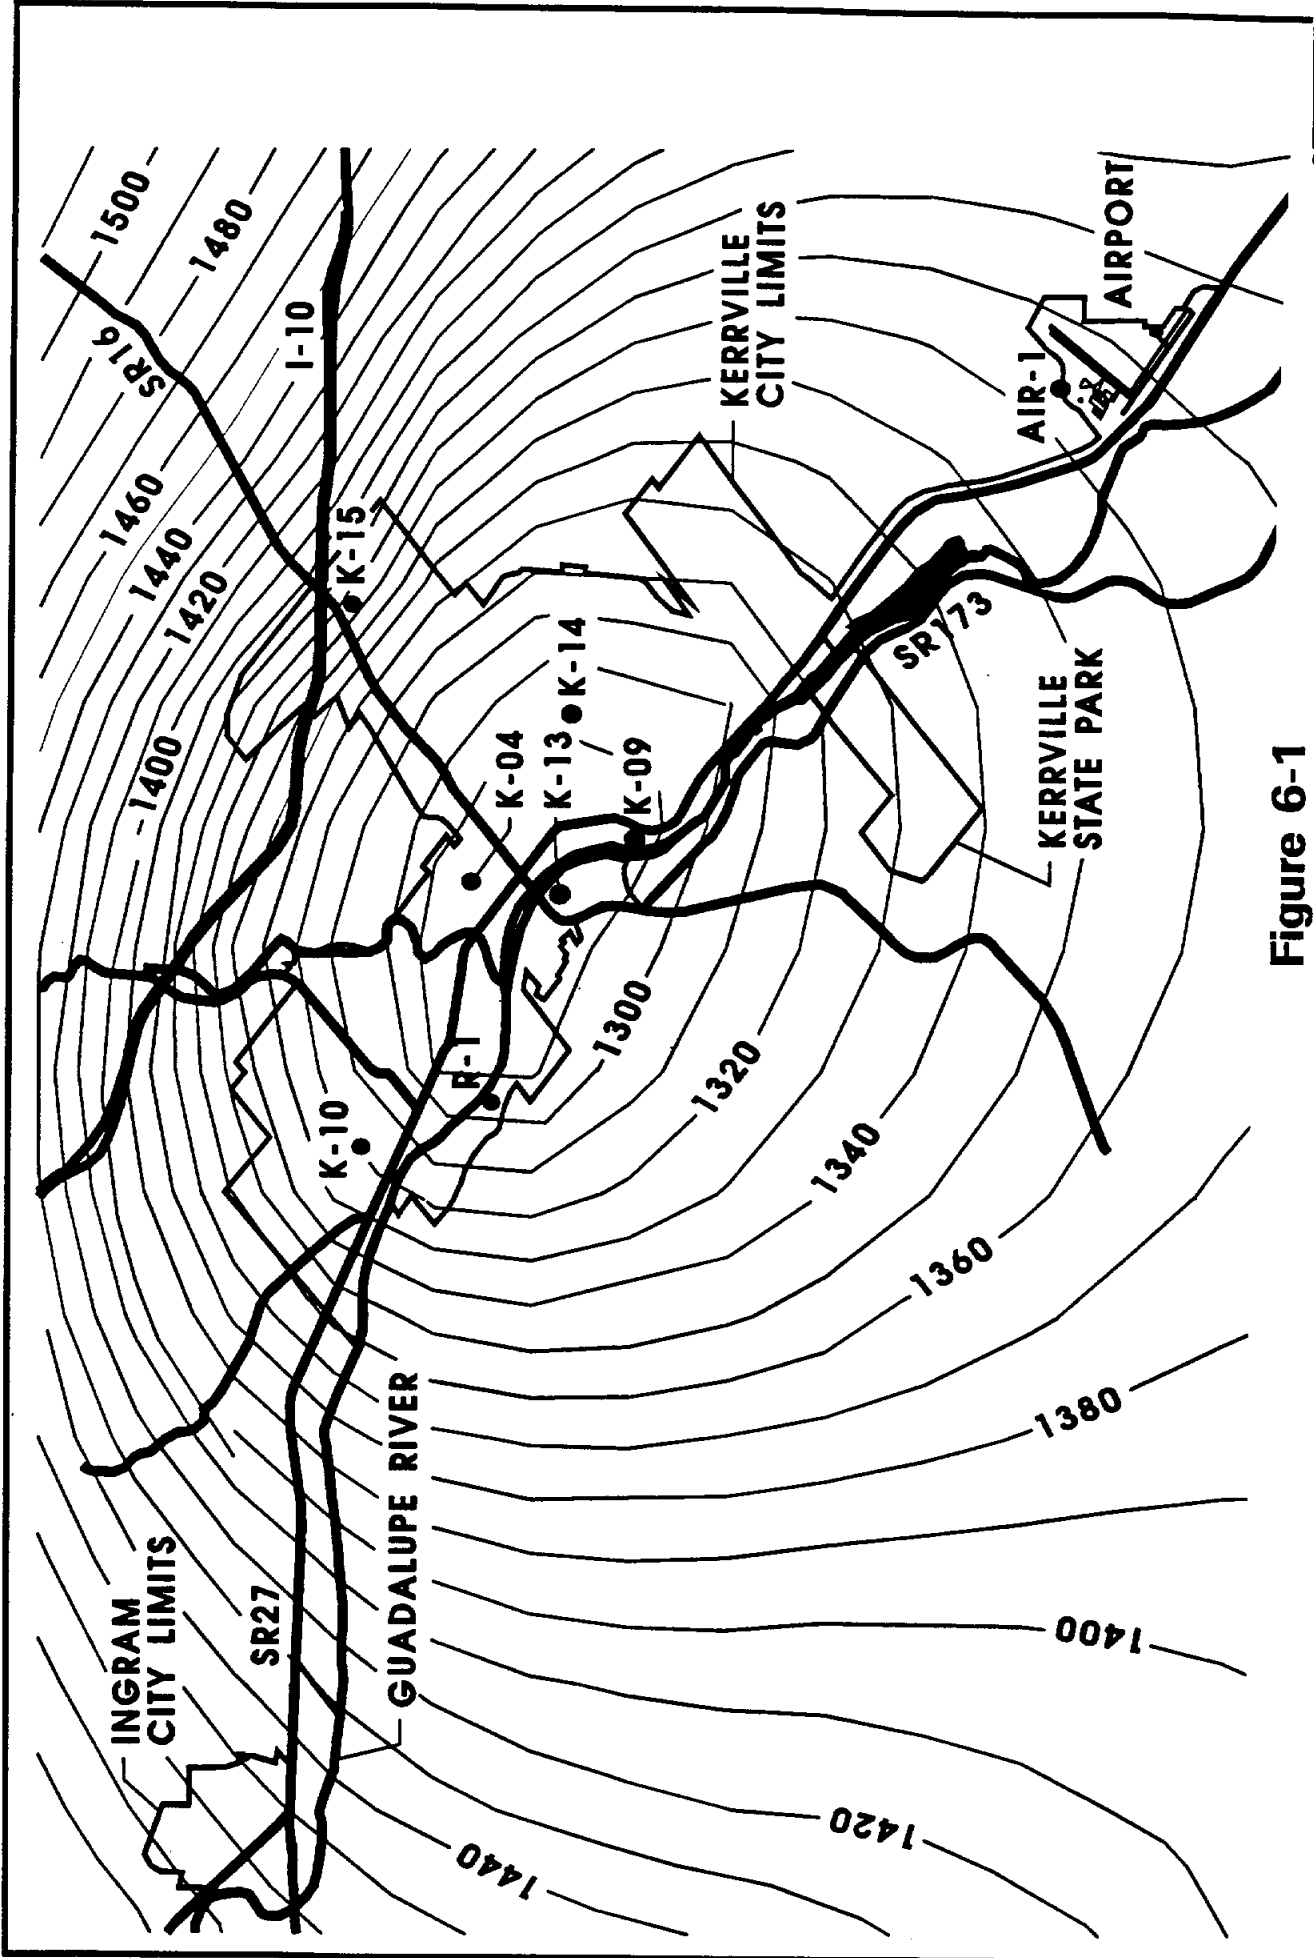 INGRAM
CITY LIMITS
SR27
GUADALUPE RIVER
1440
1420
1400
1380
1360
1340
1320
1300
K-10
R-1
K-04
K-13
K-14
K-09
K-15
1400
1420
1440
1460
1480
1500
SR16
I-10
KERRVILLE
CITY LIMITS
SR173
KERRVILLE
STATE PARK
AIR-1
AIRPORT
Figure 6-1